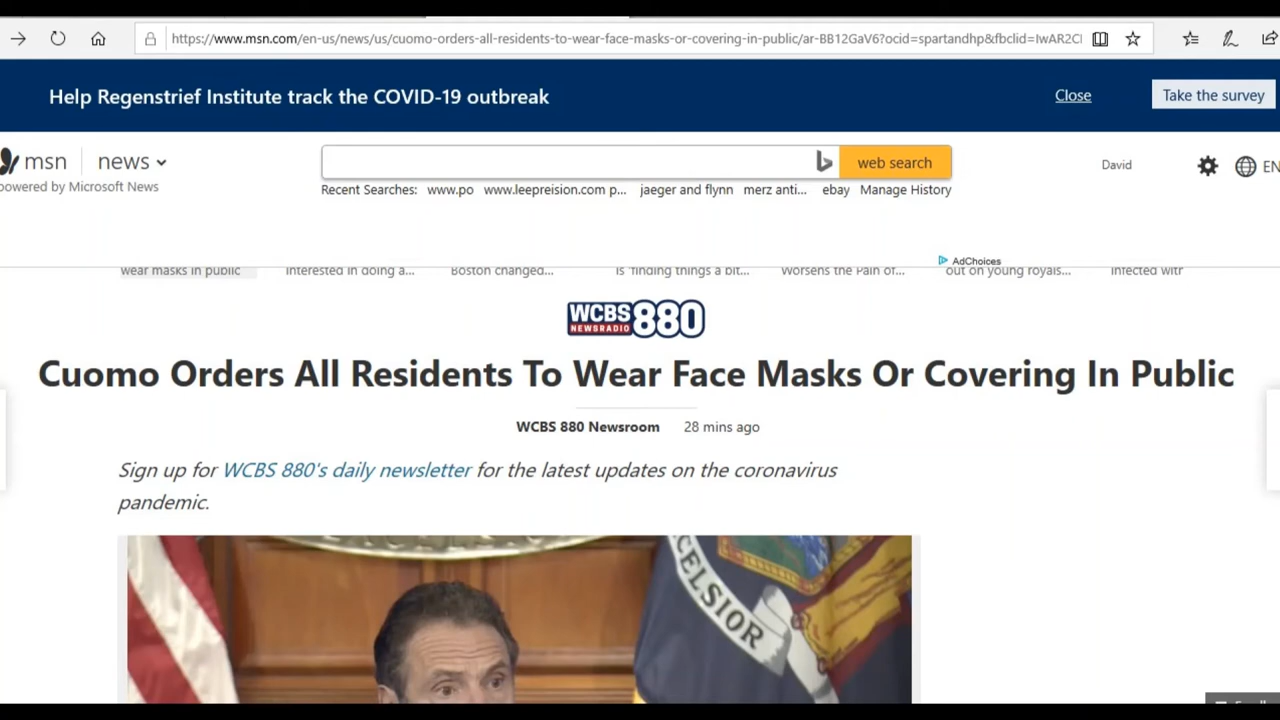 https://www.msn.com/en-us/news/us/cuomo-orders-all-residents-to-wear-face-masks-or-covering-in-public/ar-BB12GaV6?ocid=spartandhp&fbclid=IwAR2Cl
Help Regenstrief Institute track the COVID-19 outbreak Close Take the survey
msn news web search
David EN
powered by Microsoft News
Recent Searches: www.po www.leepreision.com p... jaeger and flynn merz anti... ebay Manage History
AdChoices
wear masks in public interested in doing a... Boston changed... is 'finding things a bit... Worsens the Pain of... out on young royals... infected with
WCBS NEWSRADIO 880
Cuomo Orders All Residents To Wear Face Masks Or Covering In Public
WCBS 880 Newsroom 28 mins ago
Sign up for WCBS 880's daily newsletter for the latest updates on the coronavirus
pandemic.
CELSIOR